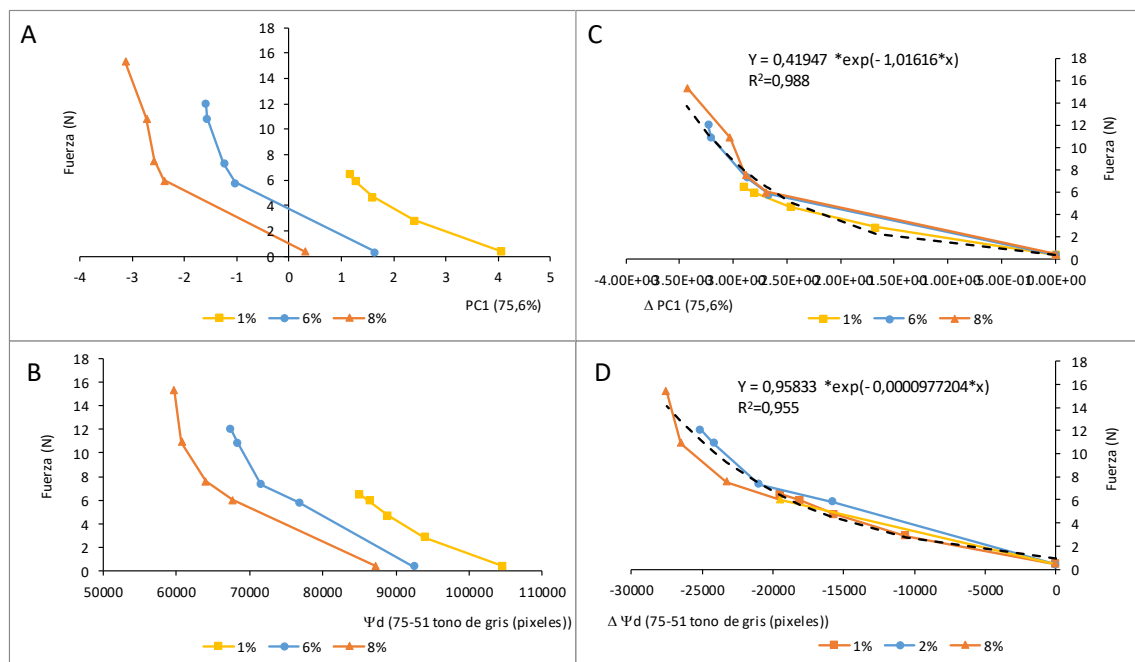 A
18
16
14
12
10
8
6
4
2
0
Fuerza (N)
-4 -3 -2 -1 0 1 2 3 4 5
PC1 (75,6%)
1% 6% 8%
C
Y = 0,41947 *exp(- 1,01616*x)
R²=0,988
18
16
14
12
10
8
6
4
2
0
Fuerza (N)
-4.00E+00 -3.50E+00 -3.00E+00 -2.50E+00 -2.00E+00 -1.50E+00 -1.00E+00 -5.00E-01 0.00E+00
Δ PC1 (75,6%)
1% 6% 8%
B
18
16
14
12
10
8
6
4
2
0
Fuerza (N)
50000 60000 70000 80000 90000 100000 110000
Ψd (75-51 tono de gris (pixeles))
1% 6% 8%
D
Y = 0,95833 *exp(- 0,0000977204*x)
R²=0,955
18
16
14
12
10
8
6
4
2
0
Fuerza (N)
-30000 -25000 -20000 -15000 -10000 -5000 0
Δ Ψd (75-51 tono de gris (pixeles))
1% 2% 8%